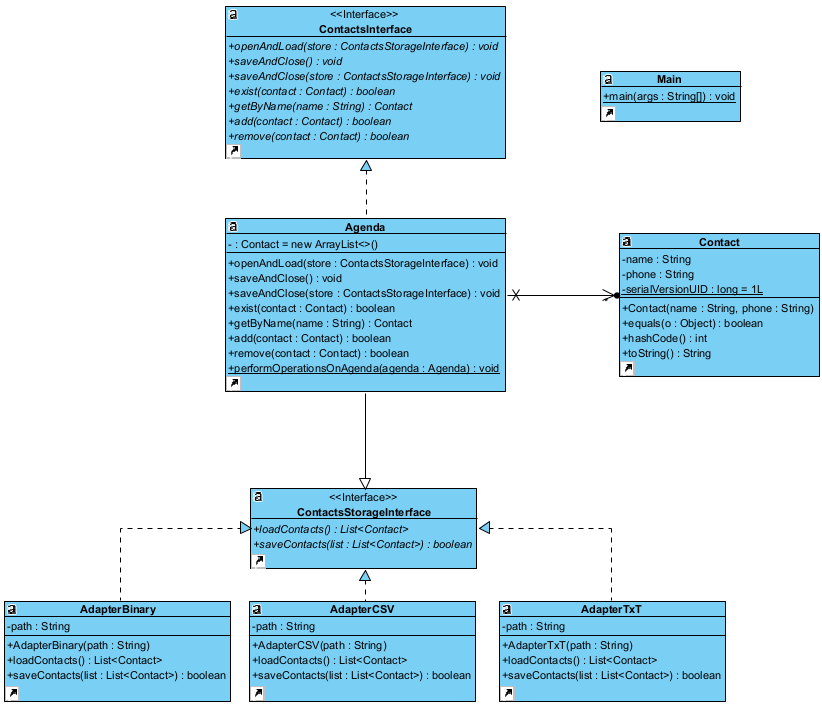 <<Interface>>
ContactsInterface
+openAndLoad(store : ContactsStorageInterface) : void
+saveAndClose() : void
+saveAndClose(store : ContactsStorageInterface) : void
+exist(contact : Contact) : boolean
+getByName(name : String) : Contact
+add(contact : Contact) : boolean
+remove(contact : Contact) : boolean
Main
+main(args : String[]) : void
Agenda
- : Contact = new ArrayList<>()
+openAndLoad(store : ContactsStorageInterface) : void
+saveAndClose() : void
+saveAndClose(store : ContactsStorageInterface) : void
+exist(contact : Contact) : boolean
+getByName(name : String) : Contact
+add(contact : Contact) : boolean
+remove(contact : Contact) : boolean
+performOperationsOnAgenda(agenda : Agenda) : void
Contact
-name : String
-phone : String
-serialVersionUID : long = 1L
+Contact(name : String, phone : String)
+equals(o : Object) : boolean
+hashCode() : int
+toString() : String
<<Interface>>
ContactsStorageInterface
+loadContacts() : List<Contact>
+saveContacts(list : List<Contact>) : boolean
AdapterBinary
-path : String
+AdapterBinary(path : String)
+loadContacts() : List<Contact>
+saveContacts(list : List<Contact>) : boolean
AdapterCSV
-path : String
+AdapterCSV(path : String)
+loadContacts() : List<Contact>
+saveContacts(list : List<Contact>) : boolean
AdapterTxT
-path : String
+AdapterTxT(path : String)
+loadContacts() : List<Contact>
+saveContacts(list : List<Contact>) : boolean